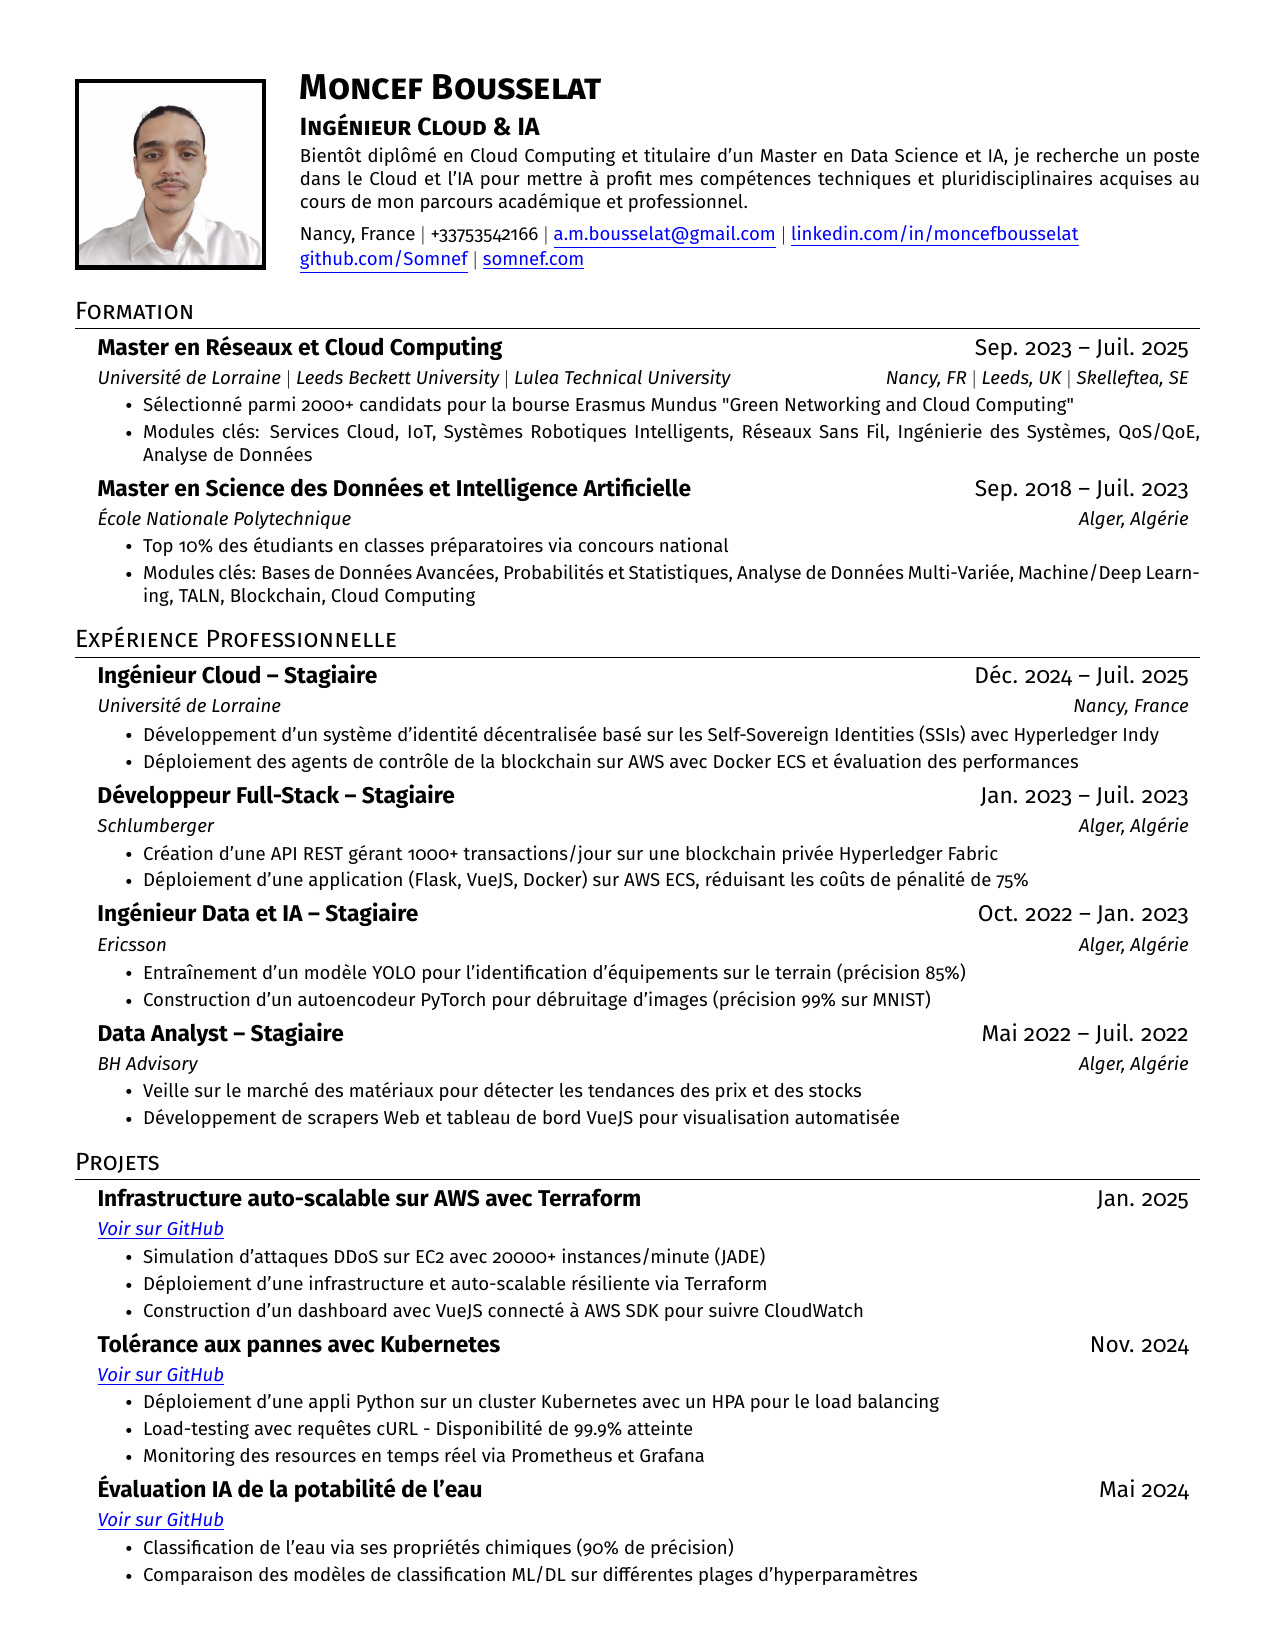 Moncef Bousselat
Ingénieur Cloud & IA
Bientôt diplômé en Cloud Computing et titulaire d’un Master en Data Science et IA, je recherche un poste
dans le Cloud et l’IA pour mettre à profit mes compétences techniques et pluridisciplinaires acquises au
cours de mon parcours académique et professionnel.
Nancy, France | +33753542166 | a.m.bousselat@gmail.com | linkedin.com/in/moncefbousselat
github.com/Somnef | somnef.com
Formation
Master en Réseaux et Cloud Computing Sep. 2023 – Juil. 2025
Université de Lorraine | Leeds Beckett University | Lulea Technical University Nancy, FR | Leeds, UK | Skelleftea, SE
• Sélectionné parmi 2000+ candidats pour la bourse Erasmus Mundus "Green Networking and Cloud Computing"
• Modules clés: Services Cloud, IoT, Systèmes Robotiques Intelligents, Réseaux Sans Fil, Ingénierie des Systèmes, QoS/QoE,
Analyse de Données
Master en Science des Données et Intelligence Artificielle Sep. 2018 – Juil. 2023
École Nationale Polytechnique Alger, Algérie
• Top 10% des étudiants en classes préparatoires via concours national
• Modules clés: Bases de Données Avancées, Probabilités et Statistiques, Analyse de Données Multi-Variée, Machine/Deep Learn-
ing, TALN, Blockchain, Cloud Computing
Expérience Professionnelle
Ingénieur Cloud – Stagiaire Déc. 2024 – Juil. 2025
Université de Lorraine Nancy, France
• Développement d’un système d’identité décentralisée basé sur les Self-Sovereign Identities (SSIs) avec Hyperledger Indy
• Déploiement des agents de contrôle de la blockchain sur AWS avec Docker ECS et évaluation des performances
Développeur Full-Stack – Stagiaire Jan. 2023 – Juil. 2023
Schlumberger Alger, Algérie
• Création d’une API REST gérant 1000+ transactions/jour sur une blockchain privée Hyperledger Fabric
• Déploiement d’une application (Flask, VueJS, Docker) sur AWS ECS, réduisant les coûts de pénalité de 75%
Ingénieur Data et IA – Stagiaire Oct. 2022 – Jan. 2023
Ericsson Alger, Algérie
• Entraînement d’un modèle YOLO pour l’identification d’équipements sur le terrain (précision 85%)
• Construction d’un autoencodeur PyTorch pour débruitage d’images (précision 99% sur MNIST)
Data Analyst – Stagiaire Mai 2022 – Juil. 2022
BH Advisory Alger, Algérie
• Veille sur le marché des matériaux pour détecter les tendances des prix et des stocks
• Développement de scrapers Web et tableau de bord VueJS pour visualisation automatisée
Projets
Infrastructure auto-scalable sur AWS avec Terraform Jan. 2025
Voir sur GitHub
• Simulation d’attaques DDoS sur EC2 avec 20000+ instances/minute (JADE)
• Déploiement d’une infrastructure et auto-scalable résiliente via Terraform
• Construction d’un dashboard avec VueJS connecté à AWS SDK pour suivre CloudWatch
Tolérance aux pannes avec Kubernetes Nov. 2024
Voir sur GitHub
• Déploiement d’une appli Python sur un cluster Kubernetes avec un HPA pour le load balancing
• Load-testing avec requêtes cURL - Disponibilité de 99.9% atteinte
• Monitoring des resources en temps réel via Prometheus et Grafana
Évaluation IA de la potabilité de l’eau Mai 2024
Voir sur GitHub
• Classification de l’eau via ses propriétés chimiques (90% de précision)
• Comparaison des modèles de classification ML/DL sur différentes plages d’hyperparamètres